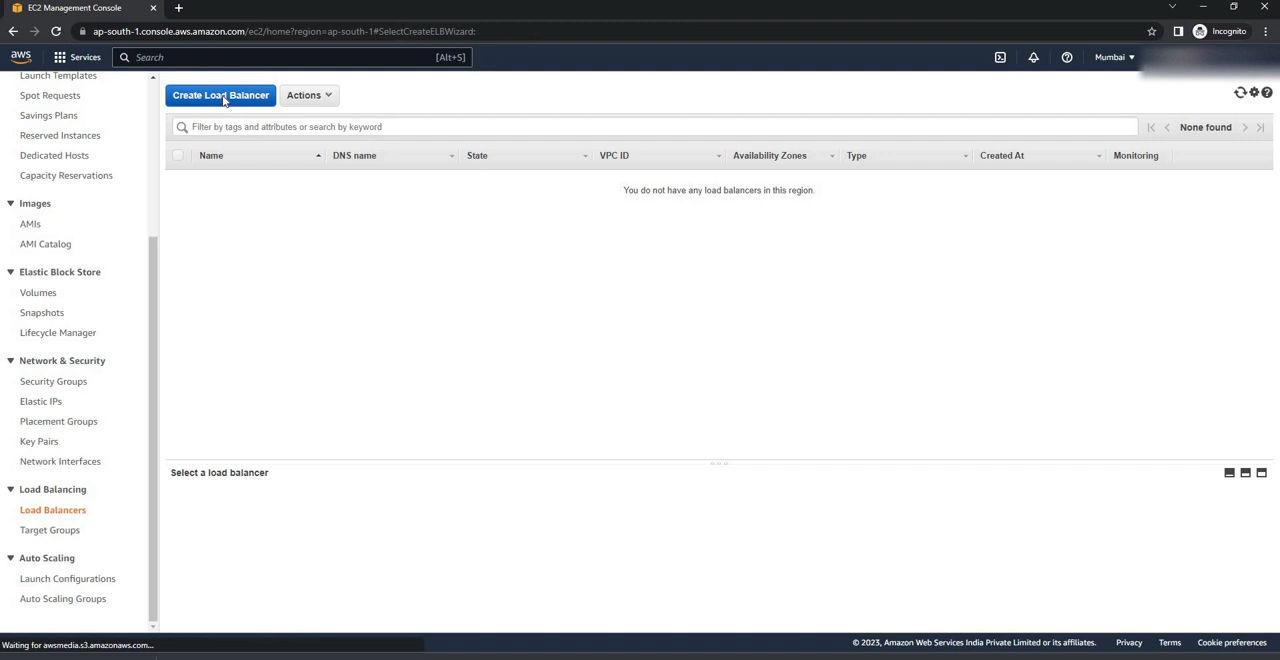 EC2 Management Console
ap-south-1.console.aws.amazon.com/ec2/home?region=ap-south-1#SelectCreateELBWizard:
Incognito
aws
Services
Search
[Alt+S]
Mumbai
Launch Templates
Spot Requests
Savings Plans
Reserved Instances
Dedicated Hosts
Capacity Reservations
Images
AMIs
AMI Catalog
Elastic Block Store
Volumes
Snapshots
Lifecycle Manager
Network & Security
Security Groups
Elastic IPs
Placement Groups
Key Pairs
Network Interfaces
Load Balancing
Load Balancers
Target Groups
Auto Scaling
Launch Configurations
Auto Scaling Groups
Create Load Balancer
Actions
Filter by tags and attributes or search by keyword
None found
Name DNS name State VPC ID Availability Zones Type Created At Monitoring
You do not have any load balancers in this region.
Select a load balancer
Waiting for awsmedia.s3.amazonaws.com...
© 2023, Amazon Web Services India Private Limited or its affiliates. Privacy Terms Cookie preferences